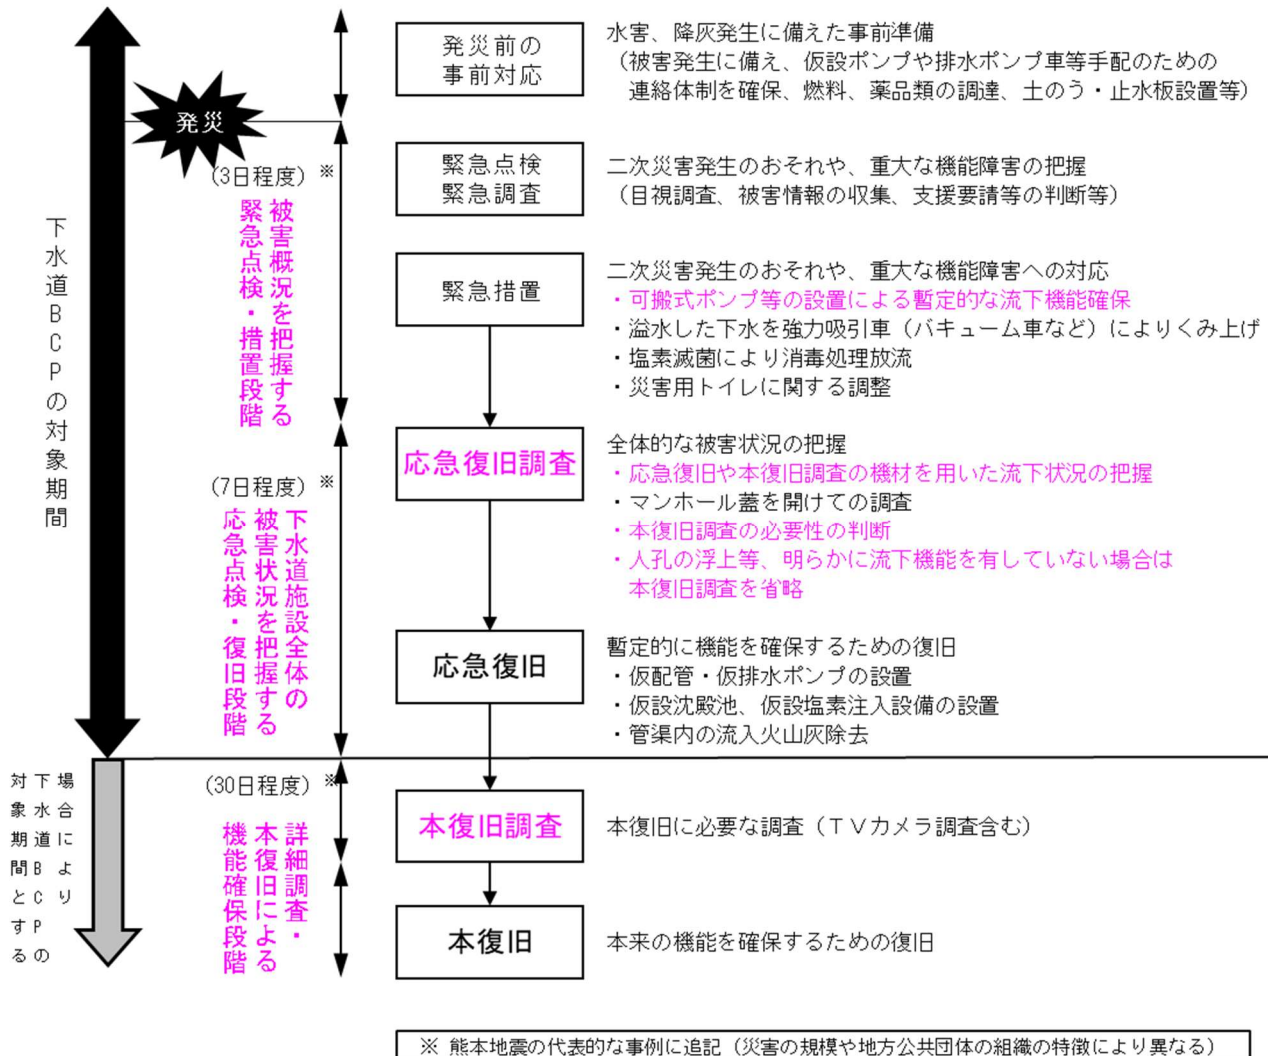 下水道BCPの対象期間
場合により
下水道BCPの
対象期間とする
発災
(3日程度) ※
被害概況を把握する
緊急点検・措置段階
(7日程度) ※
下水道施設全体の
被害状況を把握する
応急点検・復旧段階
(30日程度) ※
詳細調査・
本復旧による
機能確保段階
発災前の
事前対応
水害、降灰発生に備えた事前準備
(被害発生に備え、仮設ポンプや排水ポンプ車等手配のための
連絡体制を確保、燃料、薬品類の調達、土のう・止水板設置等)
緊急点検
緊急調査
二次災害発生のおそれや、重大な機能障害の把握
(目視調査、被害情報の収集、支援要請等の判断等)
緊急措置
二次災害発生のおそれや、重大な機能障害への対応
・可搬式ポンプ等の設置による暫定的な流下機能確保
・溢水した下水を強力吸引車(バキューム車など)によりくみ上げ
・塩素滅菌により消毒処理放流
・災害用トイレに関する調整
応急復旧調査
全体的な被害状況の把握
・応急復旧や本復旧調査の機材を用いた流下状況の把握
・マンホール蓋を開けての調査
・本復旧調査の必要性の判断
・人孔の浮上等、明らかに流下機能を有していない場合は
本復旧調査を省略
応急復旧
暫定的に機能を確保するための復旧
・仮配管・仮排水ポンプの設置
・仮設沈殿池、仮設塩素注入設備の設置
・管渠内の流入火山灰除去
本復旧調査
本復旧に必要な調査(TVカメラ調査含む)
本復旧
本来の機能を確保するための復旧
※ 熊本地震の代表的な事例に追記(災害の規模や地方公共団体の組織の特徴により異なる)